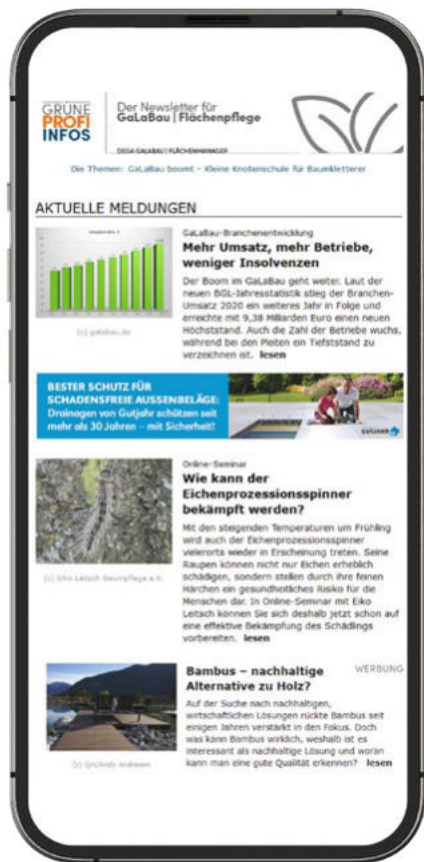 GRÜNE
PROFI
INFOS
Der Newsletter für
GaLaBau | Flächenpflege
DEGA GALABAU | FLÄCHENMANAGER
Die Themen: GaLaBau boomt – Kleine Knotenschule für Baumkletterer
AKTUELLE MELDUNGEN
GaLaBau-Branchenentwicklung
Mehr Umsatz, mehr Betriebe,
weniger Insolvenzen
Der Boom im GaLaBau geht weiter. Laut der
neuen BGL-Jahresstatistik stieg der Branchen-
Umsatz 2020 ein weiteres Jahr in Folge und
erreichte mit 9,38 Milliarden Euro einen neuen
Höchststand. Auch die Zahl der Betriebe wuchs,
während bei den Pleiten ein Tiefststand zu
verzeichnen ist. lesen
(c) galabau.de
BESTER SCHUTZ FÜR
SCHADENSFREIE AUSSENBELÄGE:
Drainagen von Gutjahr schützen seit
mehr als 30 Jahren – mit Sicherheit!
GUTJAHR
Online-Seminar
Wie kann der
Eichenprozessionsspinner
bekämpft werden?
Mit den steigenden Temperaturen um Frühling
wird auch der Eichenprozessionsspinner
vielerorts wieder in Erscheinung treten. Seine
Raupen können nicht nur Eichen erheblich
schädigen, sondern stellen durch ihre feinen
Härchen ein gesundheitliches Risiko für die
Menschen dar. In Online-Seminar mit Eiko
Leitsch können Sie sich deshalb jetzt schon auf
eine effektive Bekämpfung des Schädlings
vorbereiten. lesen
(c) Eiko Leitsch Baumpflege e.K.
Bambus – nachhaltige
Alternative zu Holz?
WERBUNG
Auf der Suche nach nachhaltigen,
wirtschaftlichen Lösungen rückte Bambus seit
einigen Jahren verstärkt in den Fokus. Doch
was kann Bambus wirklich, weshalb ist es
interessant als nachhaltige Lösung und woran
kann man eine gute Qualität erkennen? lesen